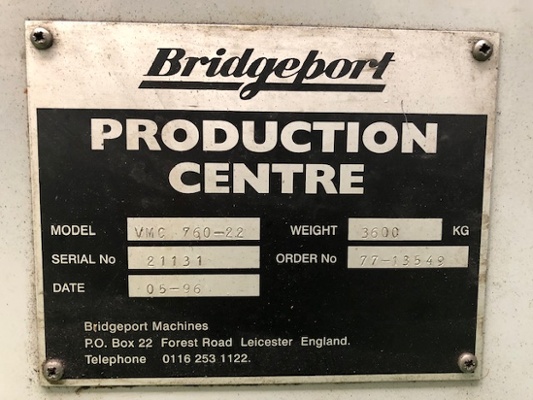 Bridgeport
PRODUCTION
CENTRE
MODEL VMC 760-22 WEIGHT 3600 KG
SERIAL No 21131 ORDER No 77-13549
DATE 05-96
Bridgeport Machines
P.O. Box 22 Forest Road Leicester England.
Telephone 0116 253 1122.